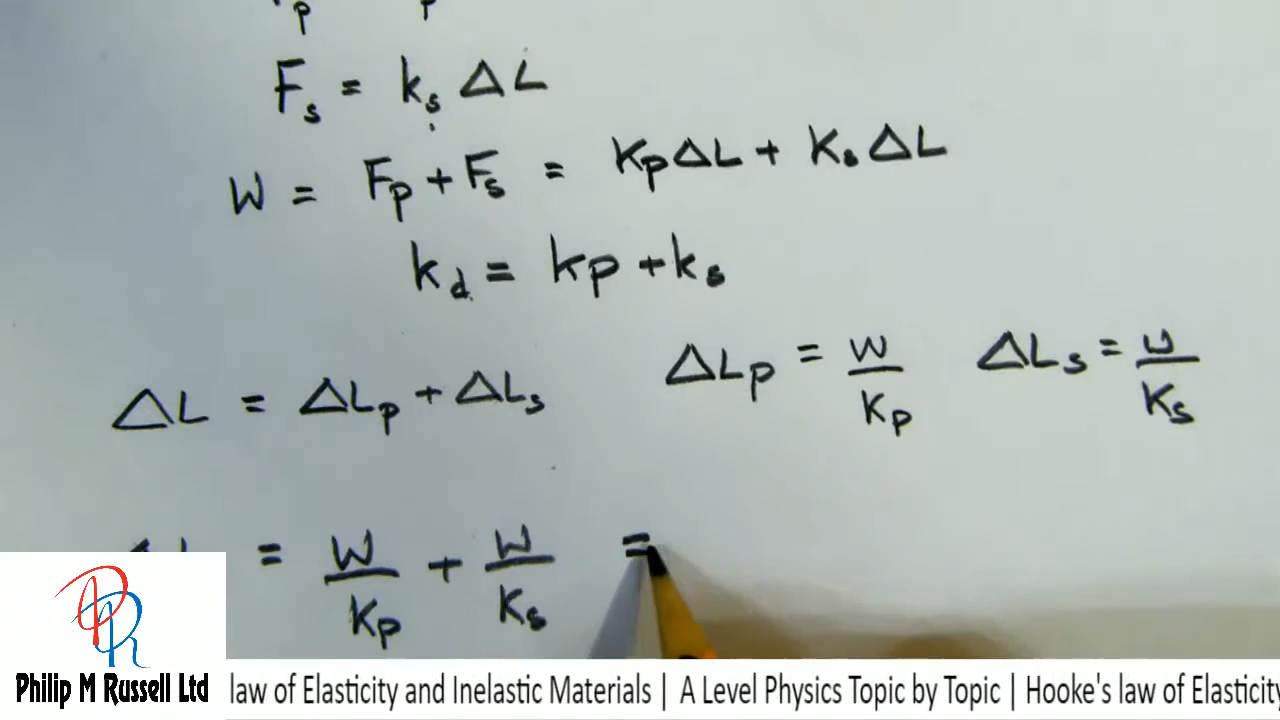 p p
F_s = k_s ΔL
W = F_p + F_s = K_p ΔL + K_s ΔL
k_d = kp + k_s
ΔL = ΔL_p + ΔL_s ΔL_p = W/K_p ΔL_s = W/K_s
= W/K_p + W/K_s =
PR
Philip M Russell Ltd
law of Elasticity and Inelastic Materials | A Level Physics Topic by Topic | Hooke's law of Elasticity